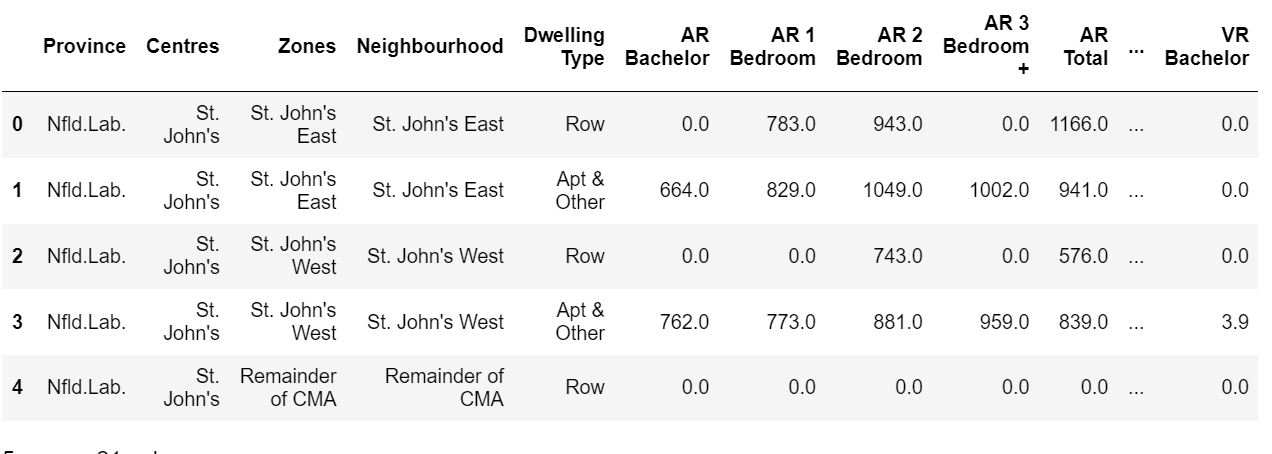 Province Centres Zones Neighbourhood Dwelling Type AR Bachelor AR 1 Bedroom AR 2 Bedroom AR 3 Bedroom + AR Total ... VR Bachelor
0 Nfld.Lab. St. John's St. John's East St. John's East Row 0.0 783.0 943.0 0.0 1166.0 ... 0.0
1 Nfld.Lab. St. John's St. John's East St. John's East Apt & Other 664.0 829.0 1049.0 1002.0 941.0 ... 0.0
2 Nfld.Lab. St. John's St. John's West St. John's West Row 0.0 0.0 743.0 0.0 576.0 ... 0.0
3 Nfld.Lab. St. John's St. John's West St. John's West Apt & Other 762.0 773.0 881.0 959.0 839.0 ... 3.9
4 Nfld.Lab. St. John's Remainder of CMA Remainder of CMA Row 0.0 0.0 0.0 0.0 0.0 ... 0.0